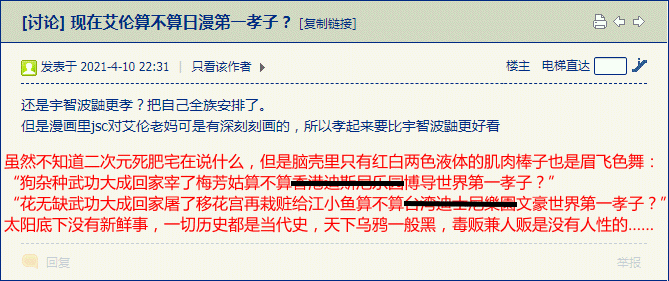 [讨论] 现在艾伦算不算日漫第一孝子？ [复制链接]
发表于 2021-4-10 22:31 | 只看该作者 楼主 电梯直达
还是宇智波鼬更孝？把自己全族安排了。
但是漫画里jsc对艾伦老妈可是有深刻刻画的，所以孝起来要比宇智波鼬更好看
虽然不知道二次元死肥宅在说什么，但是脑壳里只有红白两色液体的肌肉棒子也是眉飞色舞：
“狗杂种武功大成回家宰了梅芳姑算不算香港迪斯尼乐园博导世界第一孝子？”
“花无缺武功大成回家屠了移花宫再栽赃给江小鱼算不算台湾迪士尼樂園文豪世界第一孝子？”
太阳底下没有新鲜事，一切历史都是当代史，天下乌鸦一般黑，毒贩兼人贩是没有人性的……
回复 举报